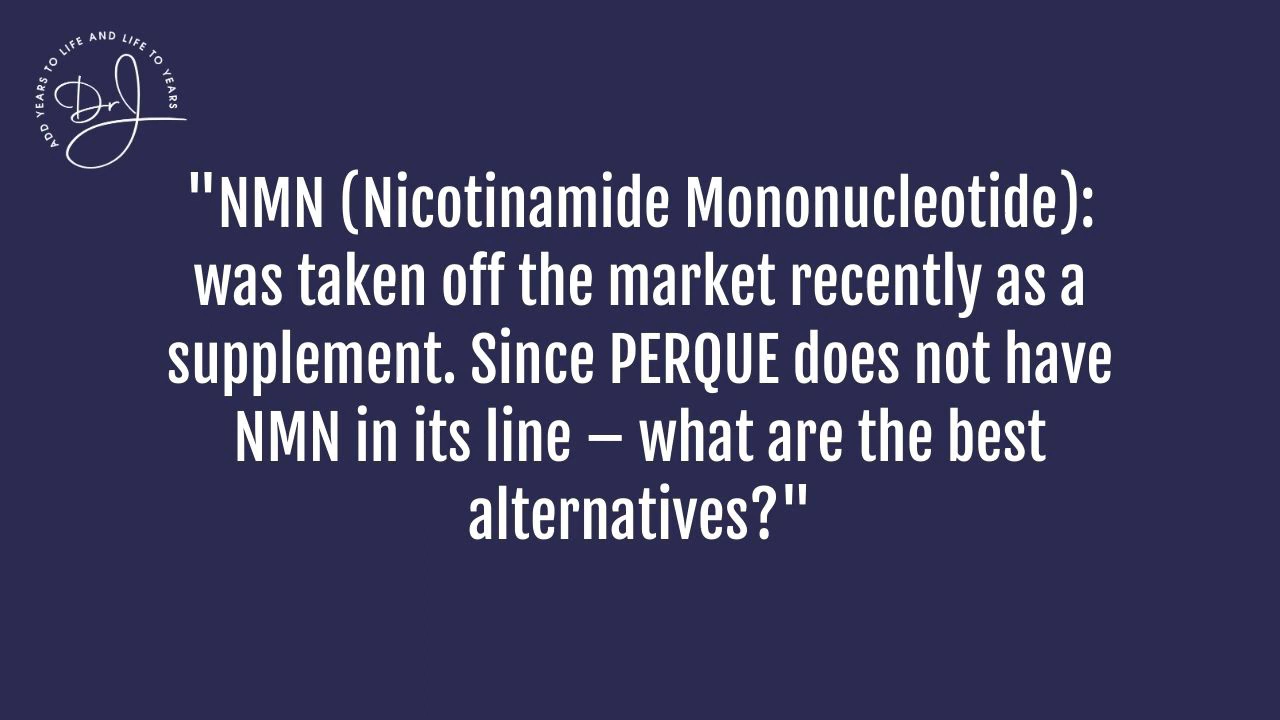 ADD YEARS TO LIFE AND LIFE TO YEARS
DrJ
"NMN (Nicotinamide Mononucleotide):
was taken off the market recently as a
supplement. Since PERQUE does not have
NMN in its line – what are the best
alternatives?"